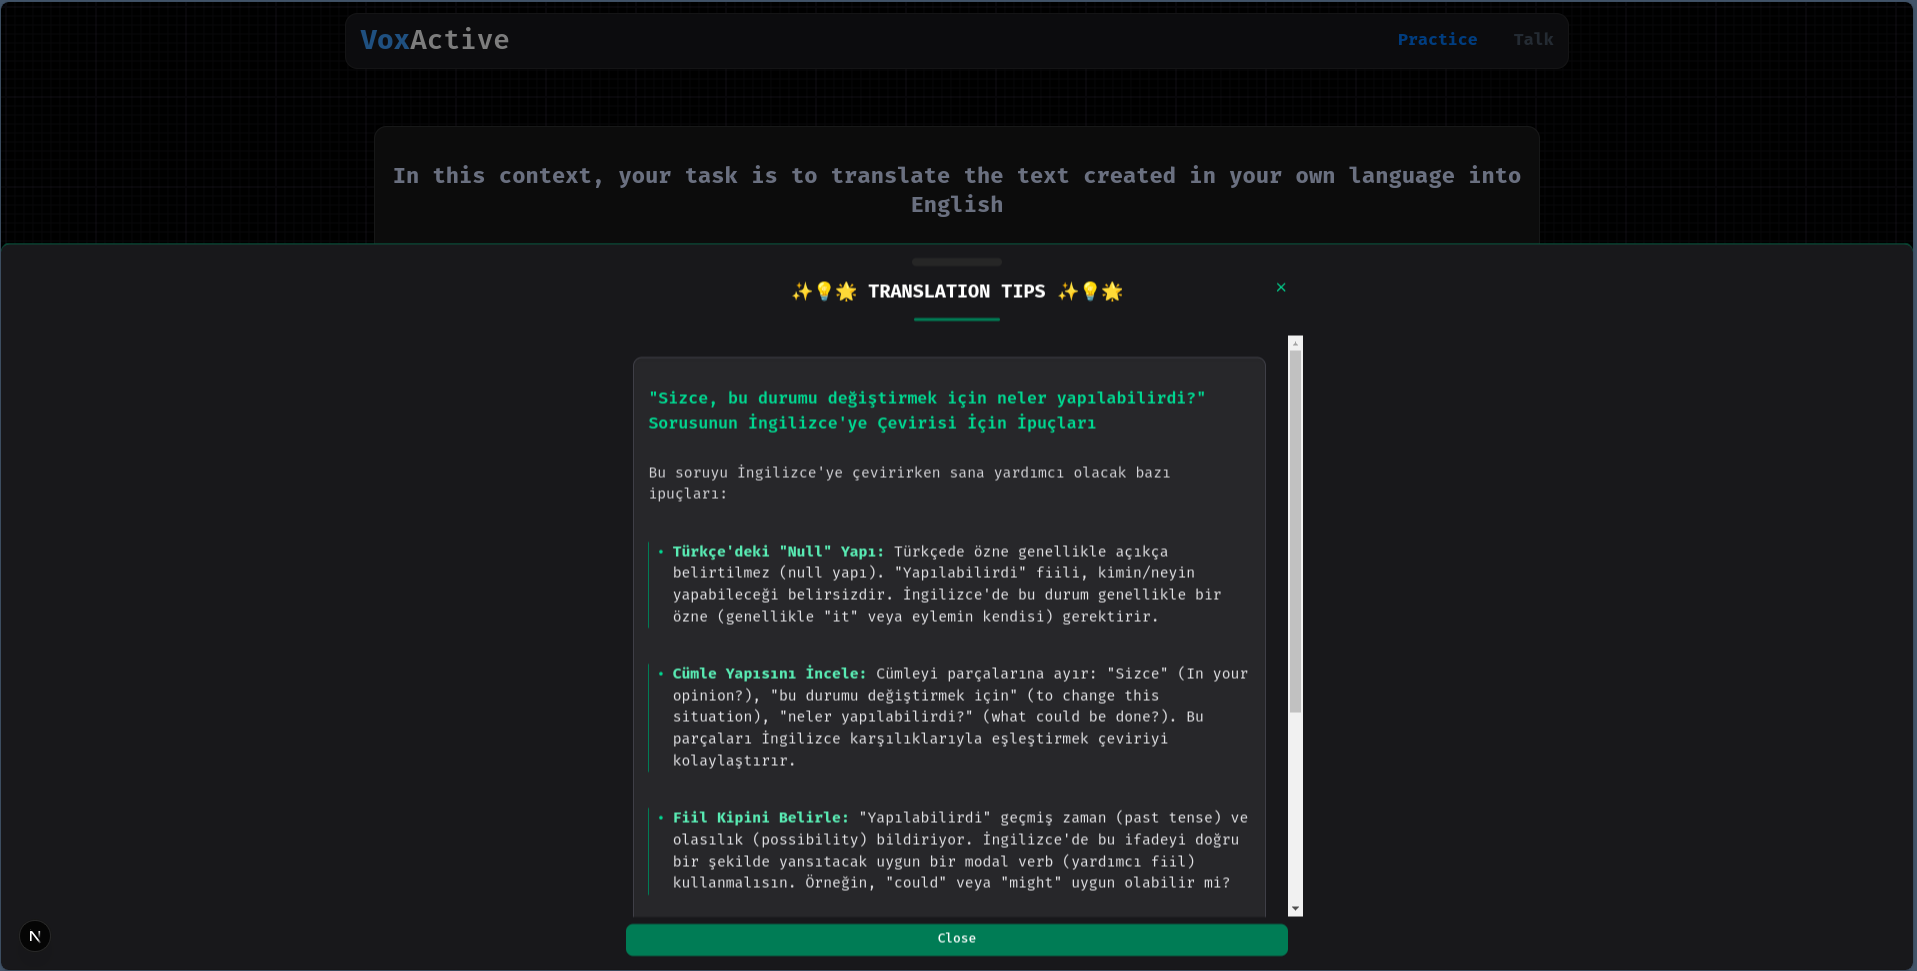 VoxActive
Practice
Talk
In this context, your task is to translate the text created in your own language into
English
✨💡🌟 TRANSLATION TIPS ✨💡🌟
×
"Sizce, bu durumu değiştirmek için neler yapılabilirdi?"
Sorusunun İngilizce'ye Çevirisi İçin İpuçları
Bu soruyu İngilizce'ye çevirirken sana yardımcı olacak bazı
ipuçları:
• Türkçe'deki "Null" Yapı: Türkçede özne genellikle açıkça
belirtilmez (null yapı). "Yapılabilirdi" fiili, kimin/neyin
yapabileceği belirsizdir. İngilizce'de bu durum genellikle bir
özne (genellikle "it" veya eylemin kendisi) gerektirir.
• Cümle Yapısını İncele: Cümleyi parçalarına ayır: "Sizce" (In your
opinion?), "bu durumu değiştirmek için" (to change this
situation), "neler yapılabilirdi?" (what could be done?). Bu
parçaları İngilizce karşılıklarıyla eşleştirmek çeviriyi
kolaylaştırır.
• Fiil Kipini Belirle: "Yapılabilirdi" geçmiş zaman (past tense) ve
olasılık (possibility) bildiriyor. İngilizce'de bu ifadeyi doğru
bir şekilde yansıtacak uygun bir modal verb (yardımcı fiil)
kullanmalısın. Örneğin, "could" veya "might" uygun olabilir mi?
Close
N